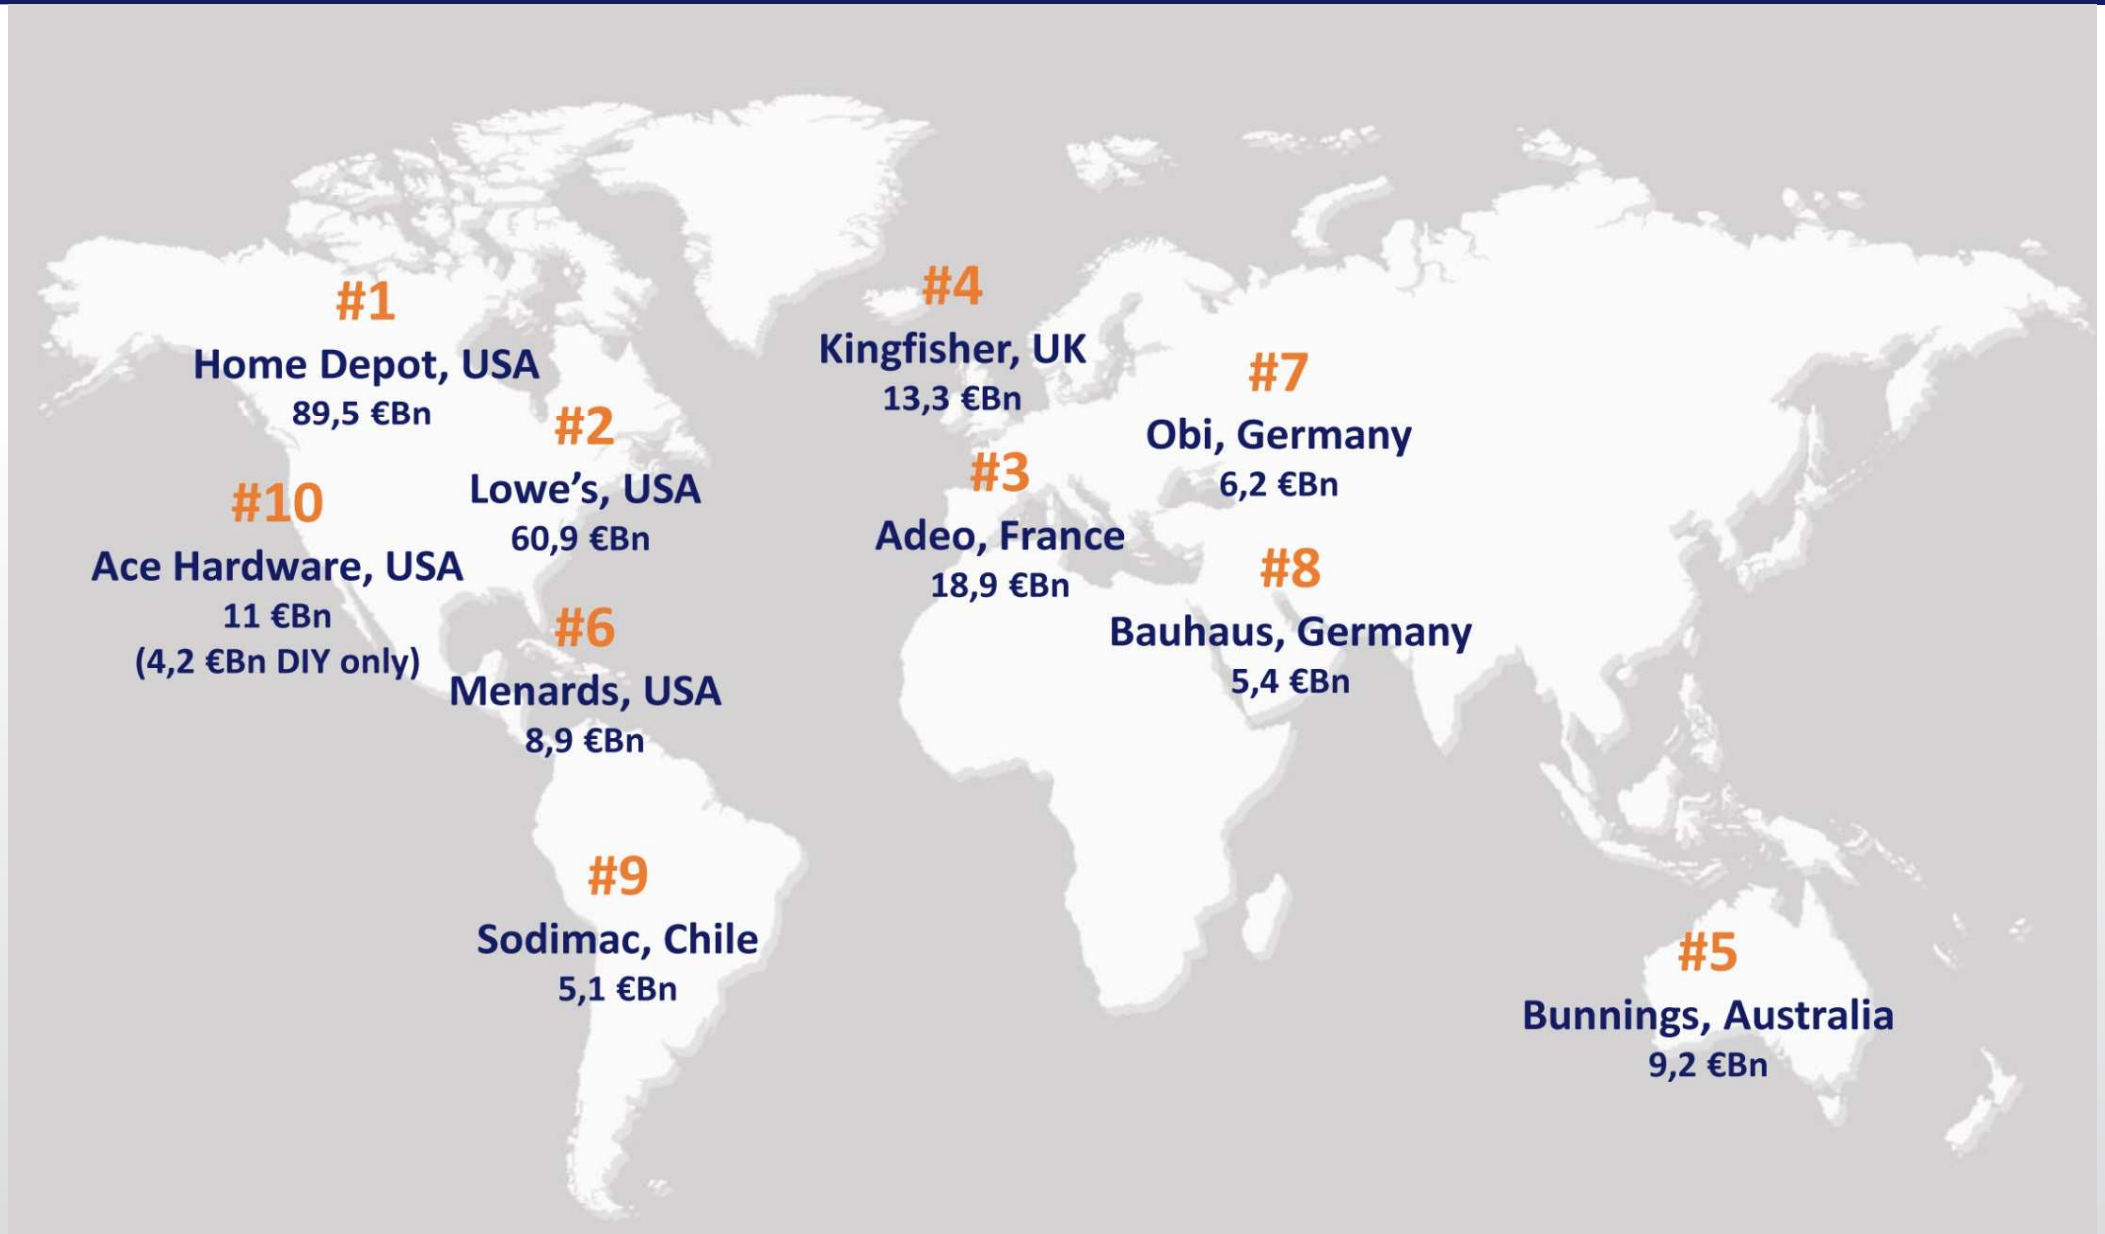 #1
Home Depot, USA
89,5 €Bn
#2
Lowe's, USA
60,9 €Bn
#10
Ace Hardware, USA
11 €Bn
(4,2 €Bn DIY only)
#6
Menards, USA
8,9 €Bn
#9
Sodimac, Chile
5,1 €Bn
#4
Kingfisher, UK
13,3 €Bn
#3
Adeo, France
18,9 €Bn
#7
Obi, Germany
6,2 €Bn
#8
Bauhaus, Germany
5,4 €Bn
#5
Bunnings, Australia
9,2 €Bn